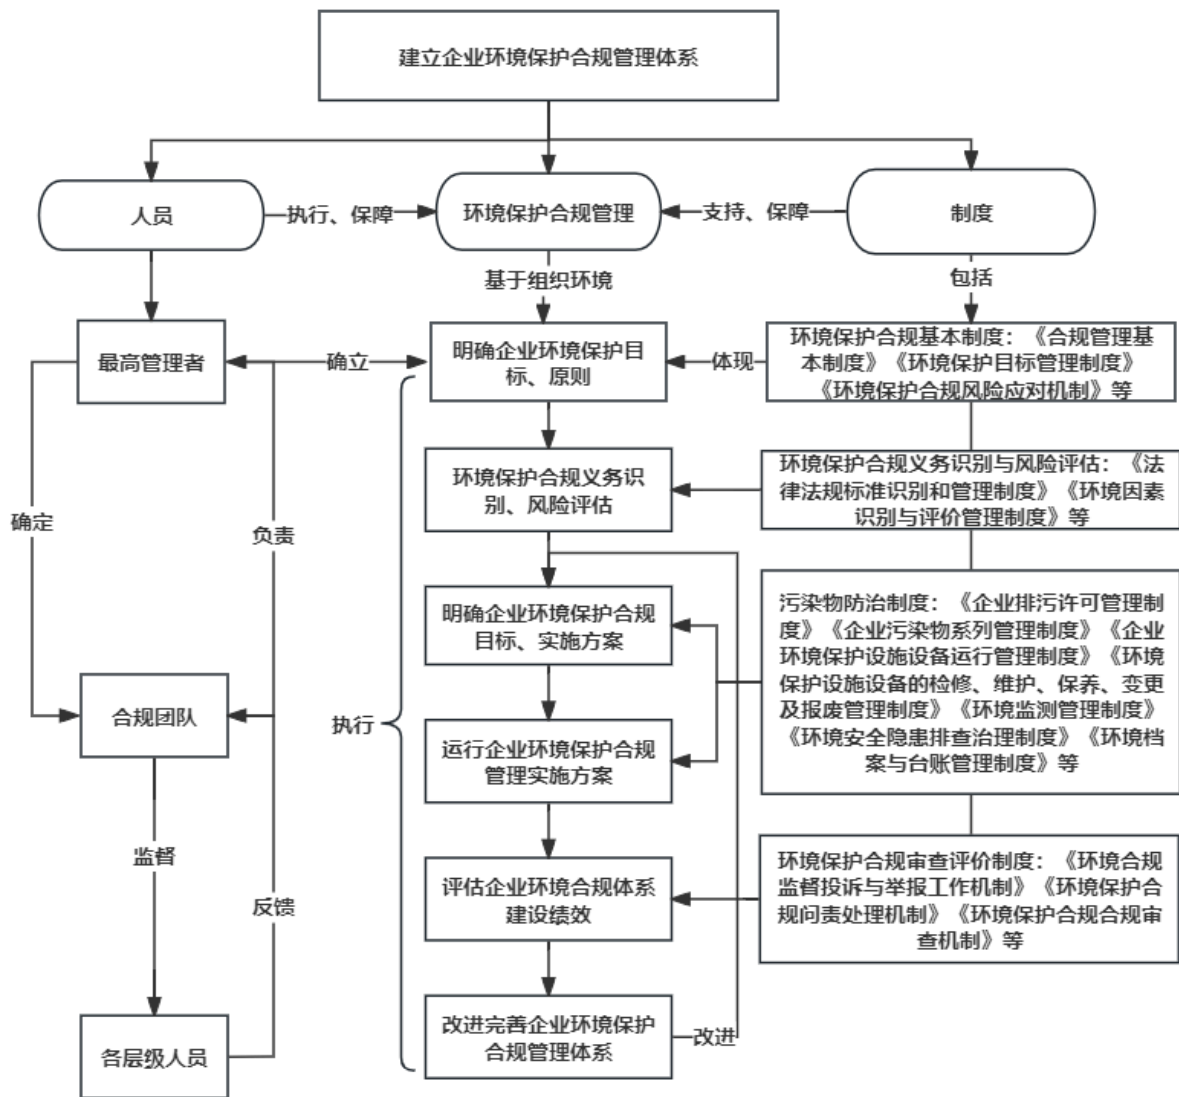 建立企业环境保护合规管理体系
人员
执行、保障
环境保护合规管理
支持、保障
制度
基于组织环境
包括
最高管理者
确立
明确企业环境保护目
标、原则
体现
环境保护合规基本制度：《合规管理基
本制度》《环境保护目标管理制度》
《环境保护合规风险应对机制》等
环境保护合规义务识
别、风险评估
环境保护合规义务识别与风险评估：《法
律法规标准识别和管理制度》《环境因素
识别与评价管理制度》等
确定
负责
明确企业环境保护合规
目标、实施方案
污染物防治制度：《企业排污许可管理制
度》《企业污染物系列管理制度》《企业
环境保护设施设备运行管理制度》《环境
保护设施设备的检修、维护、保养、变更
及报废管理制度》《环境监测管理制度》
《环境安全隐患排查治理制度》《环境档
案与台账管理制度》等
合规团队
执行
运行企业环境保护合规
管理实施方案
监督
反馈
评估企业环境合规体系
建设绩效
环境保护合规审查评价制度：《环境合规
监督投诉与举报工作机制》《环境保护合
规问责处理机制》《环境保护合规合规审
查机制》等
各层级人员
改进完善企业环境保护
合规管理体系
改进